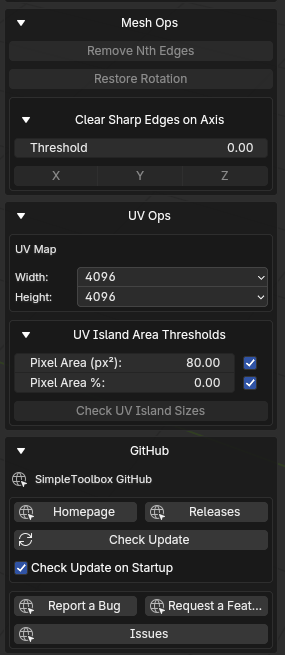 Mesh Ops
Remove Nth Edges
Restore Rotation
Clear Sharp Edges on Axis
Threshold 0.00
X Y Z
UV Ops
UV Map
Width: 4096
Height: 4096
UV Island Area Thresholds
Pixel Area (px²): 80.00
Pixel Area %: 0.00
Check UV Island Sizes
GitHub
SimpleToolbox GitHub
Homepage Releases
Check Update
Check Update on Startup
Report a Bug Request a Feat...
Issues